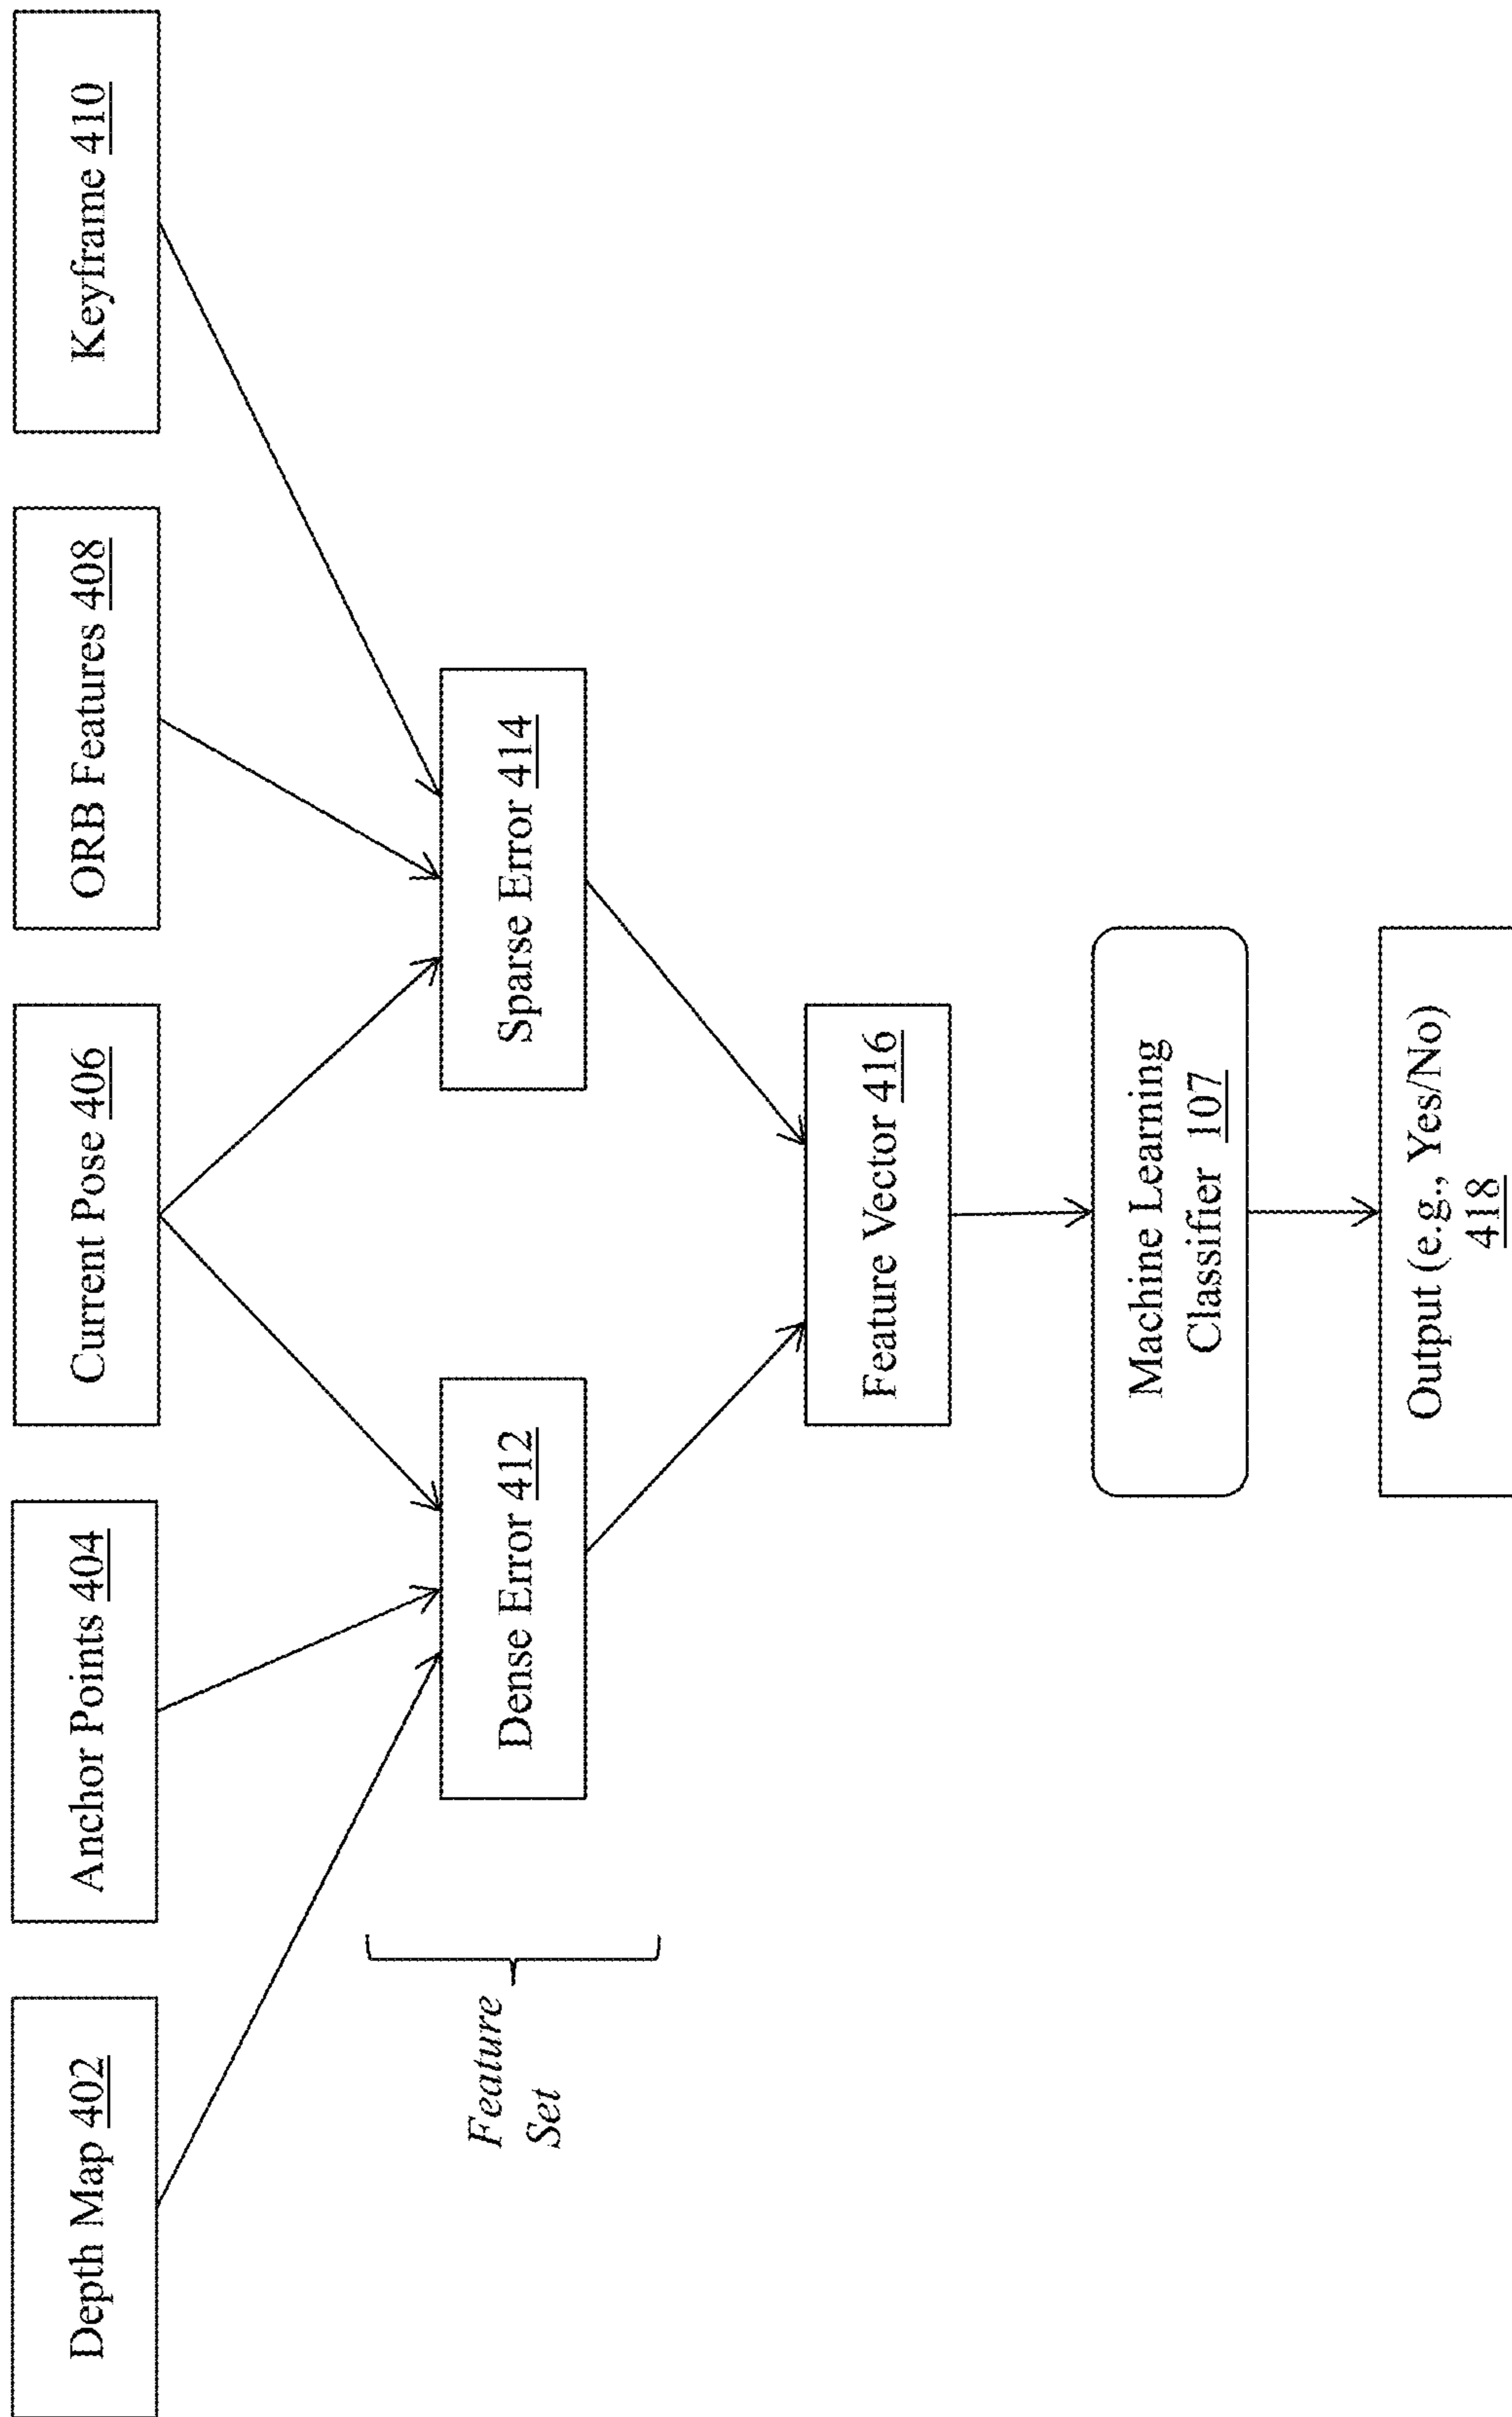 Depth Map 402
Anchor Points 404
Current Pose 406
ORB Features 408
Keyframe 410
Feature
Set
Dense Error 412
Sparse Error 414
Feature Vector 416
Machine Learning
Classifier 107
Output (e.g., Yes/No)
418